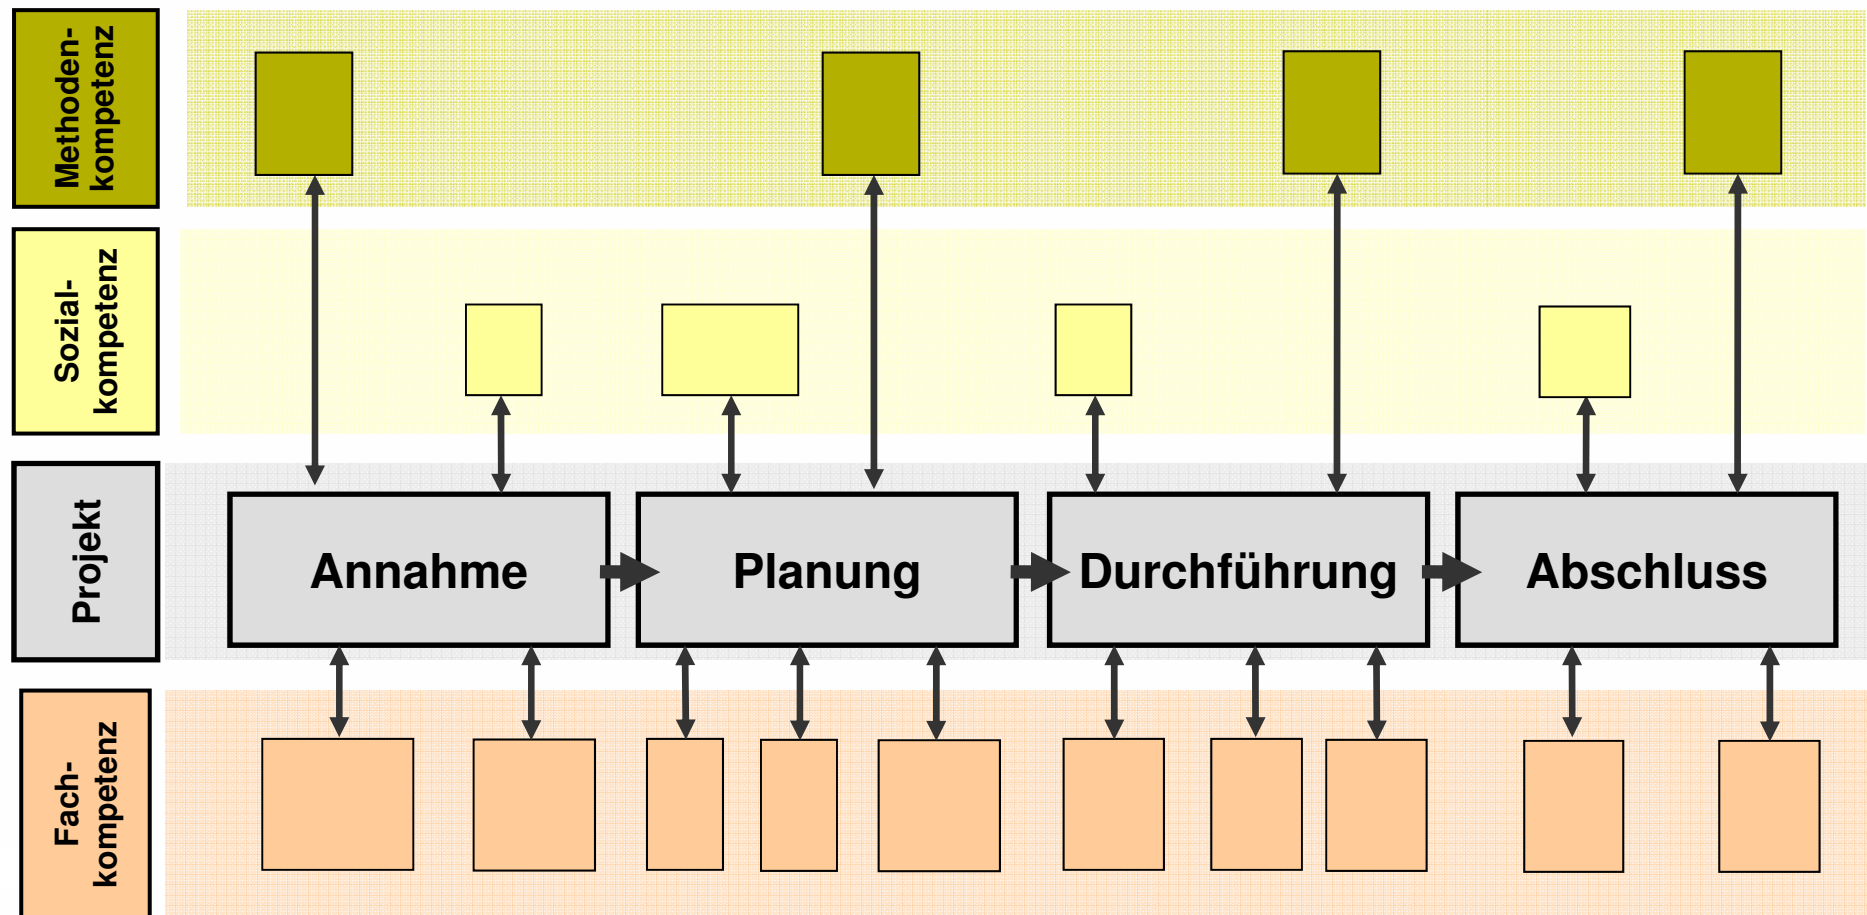 Methoden-
kompetenz
Sozial-
kompetenz
Projekt
Annahme
Planung
Durchführung
Abschluss
Fach-
kompetenz